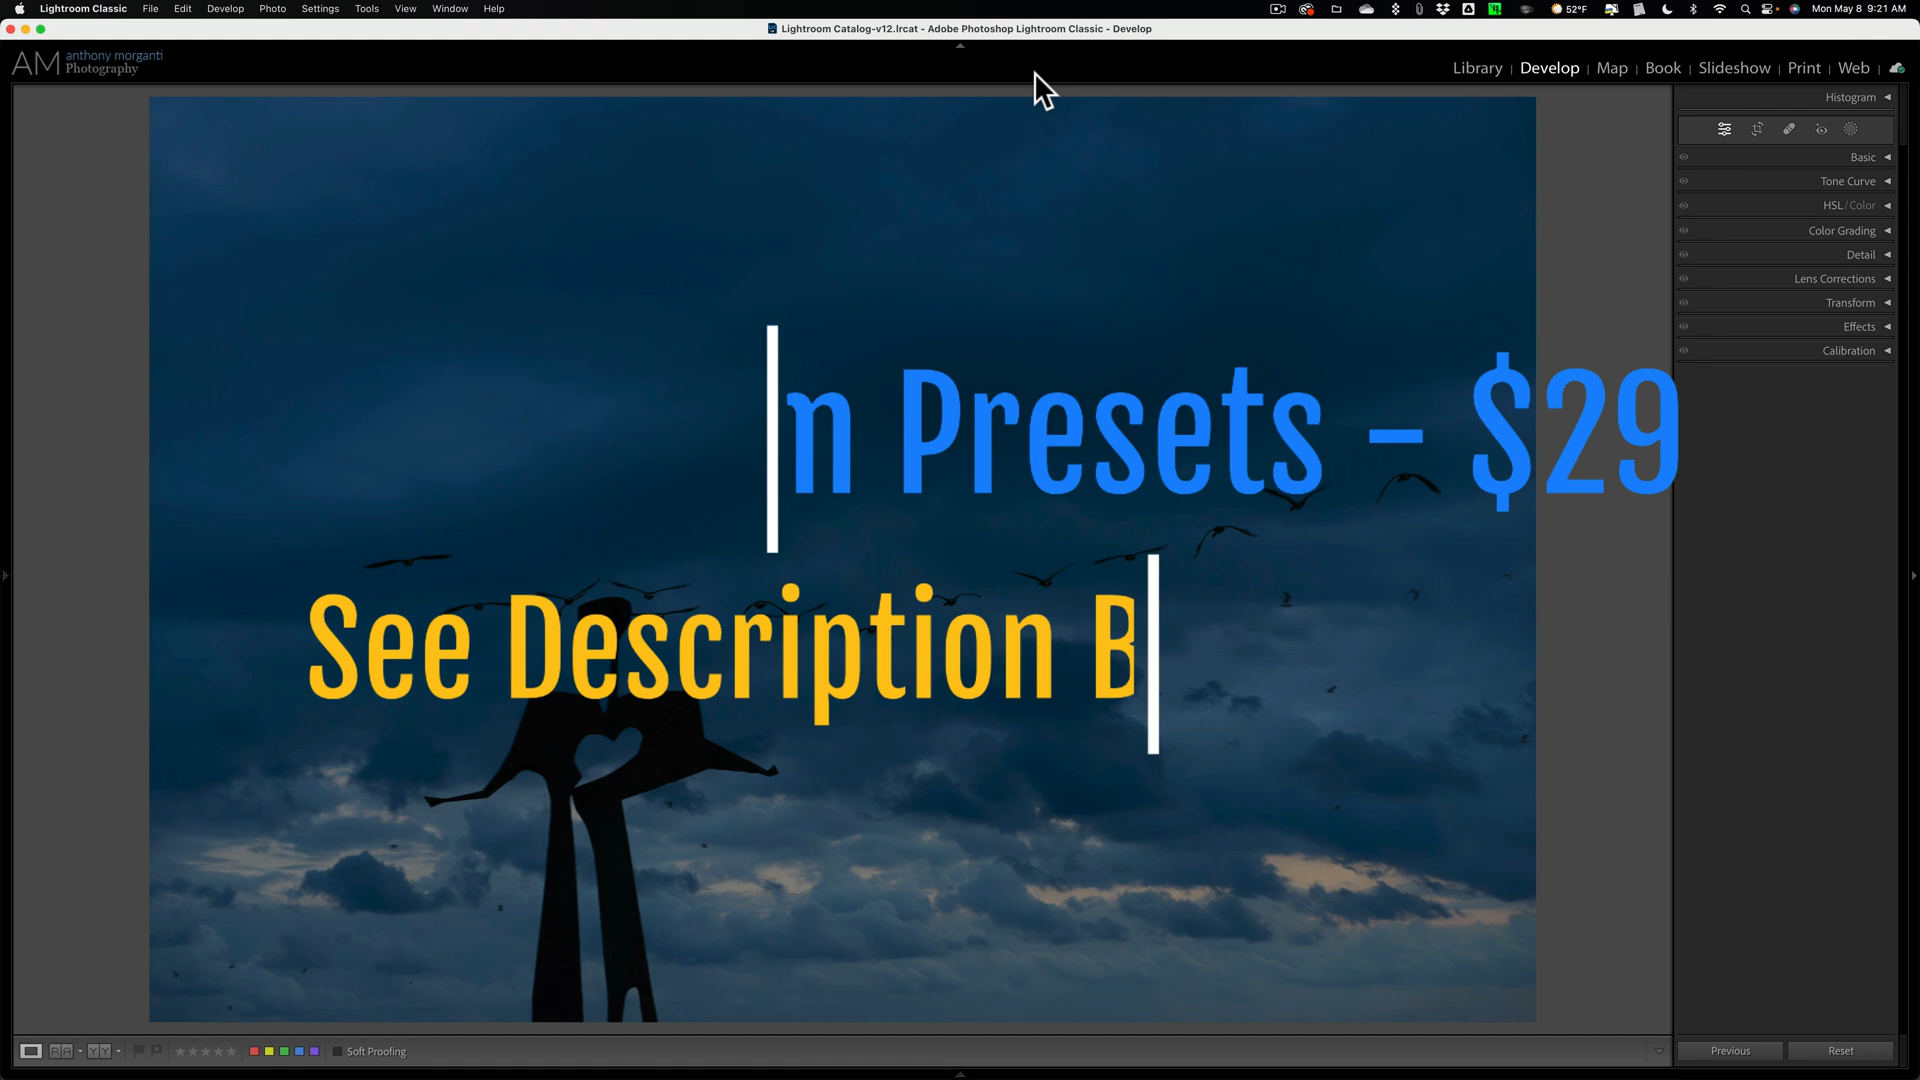 Lightroom Classic File Edit Develop Photo Settings Tools View Window Help 52°F Mon May 8 9:21 AM
Lightroom Catalog-v12.lrcat - Adobe Photoshop Lightroom Classic - Develop
AM anthony morganti
Photography
Library | Develop | Map | Book | Slideshow | Print | Web |
Histogram
Basic
Tone Curve
HSL / Color
Color Grading
Detail
Lens Corrections
Transform
Effects
Calibration
n Presets – $29
See Description B
Soft Proofing
Previous Reset